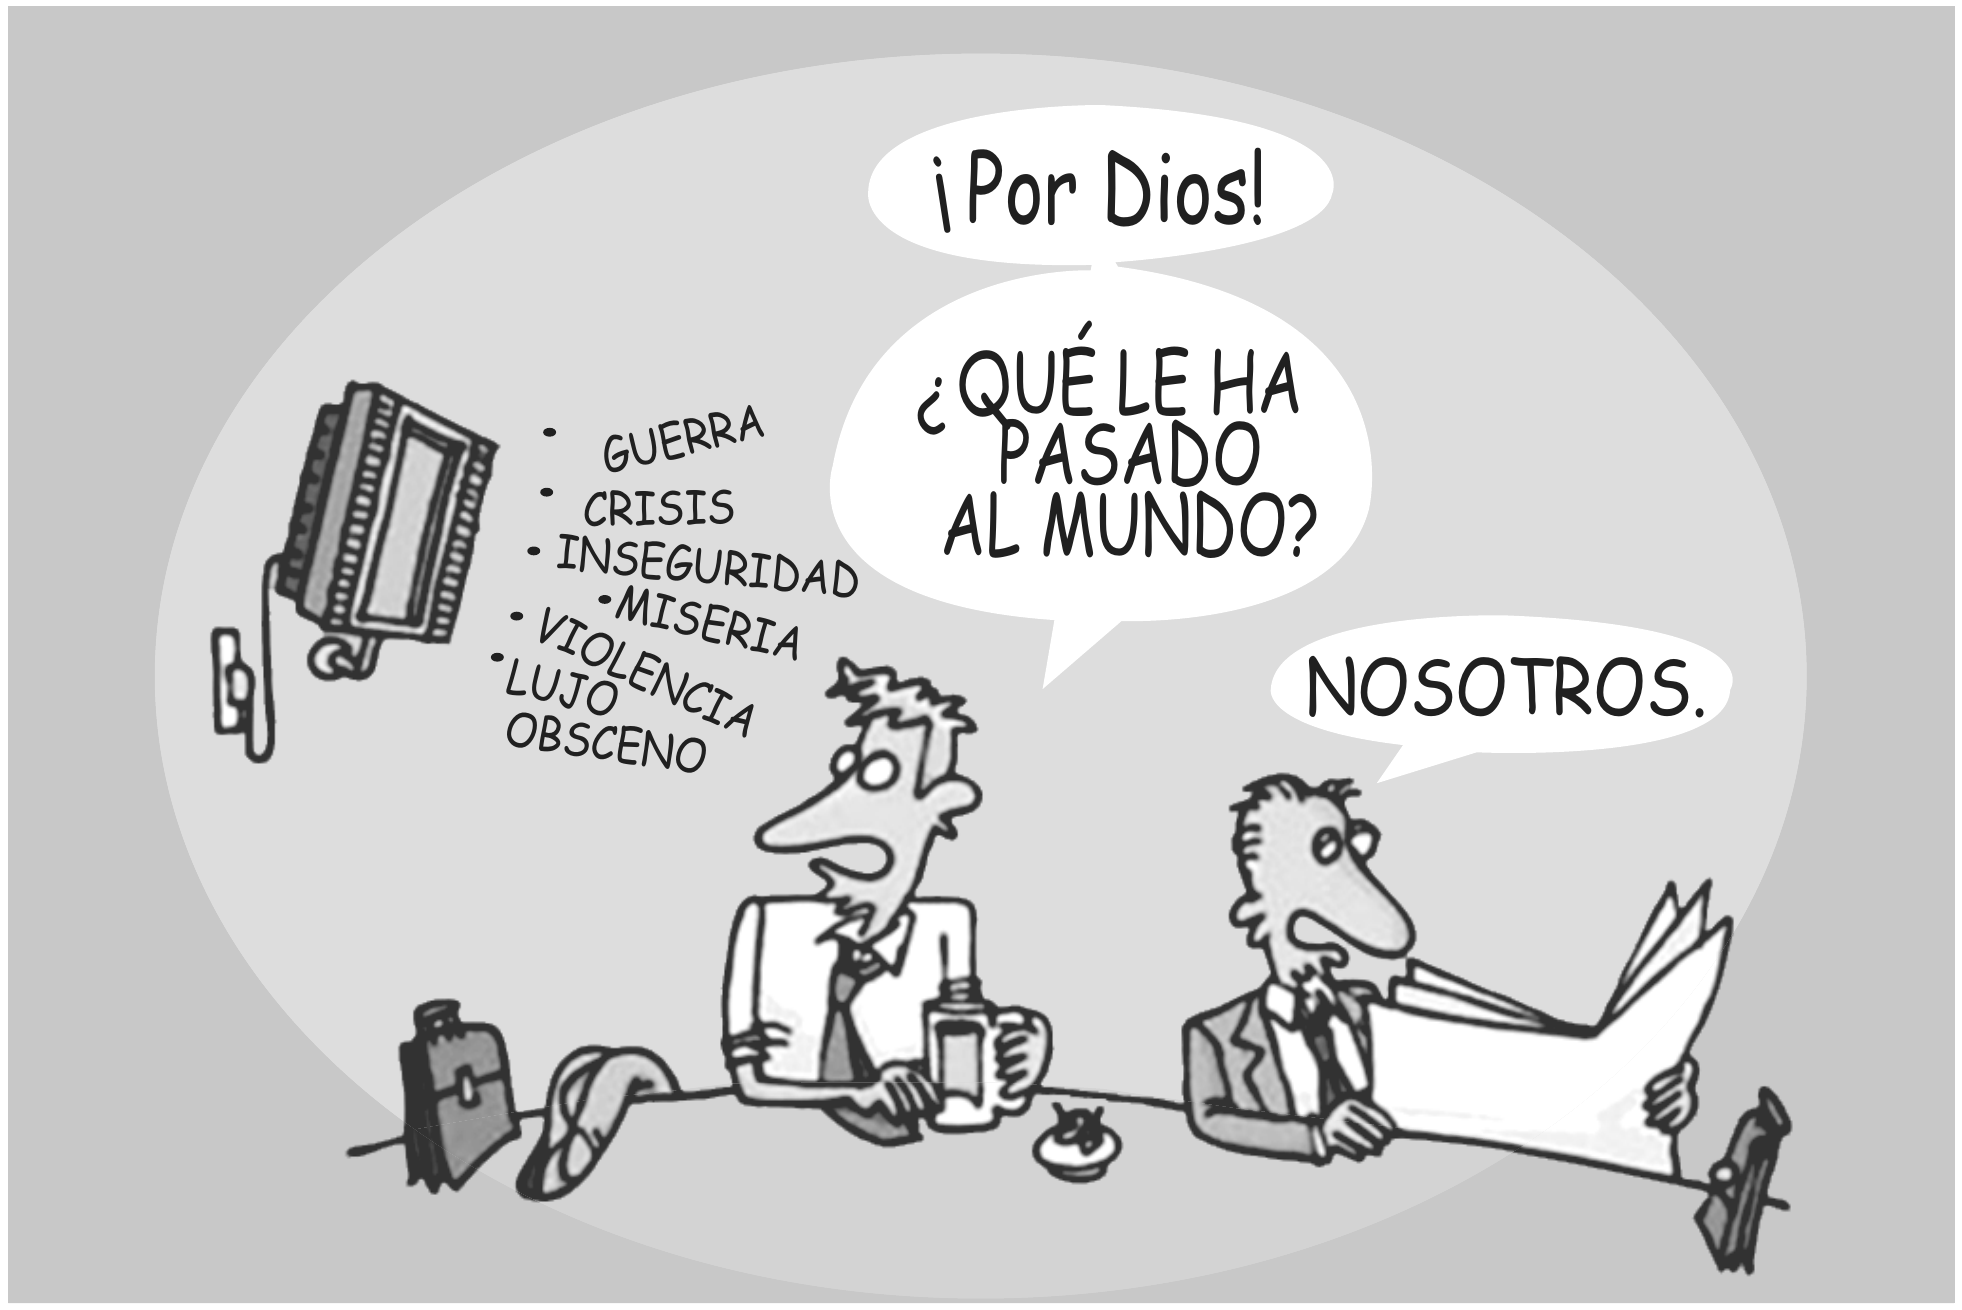 ¡Por Dios!
¿QUÉ LE HA
PASADO
AL MUNDO?
• GUERRA
• CRISIS
• INSEGURIDAD
• MISERIA
• VIOLENCIA
• LUJO
OBSCENO
NOSOTROS.